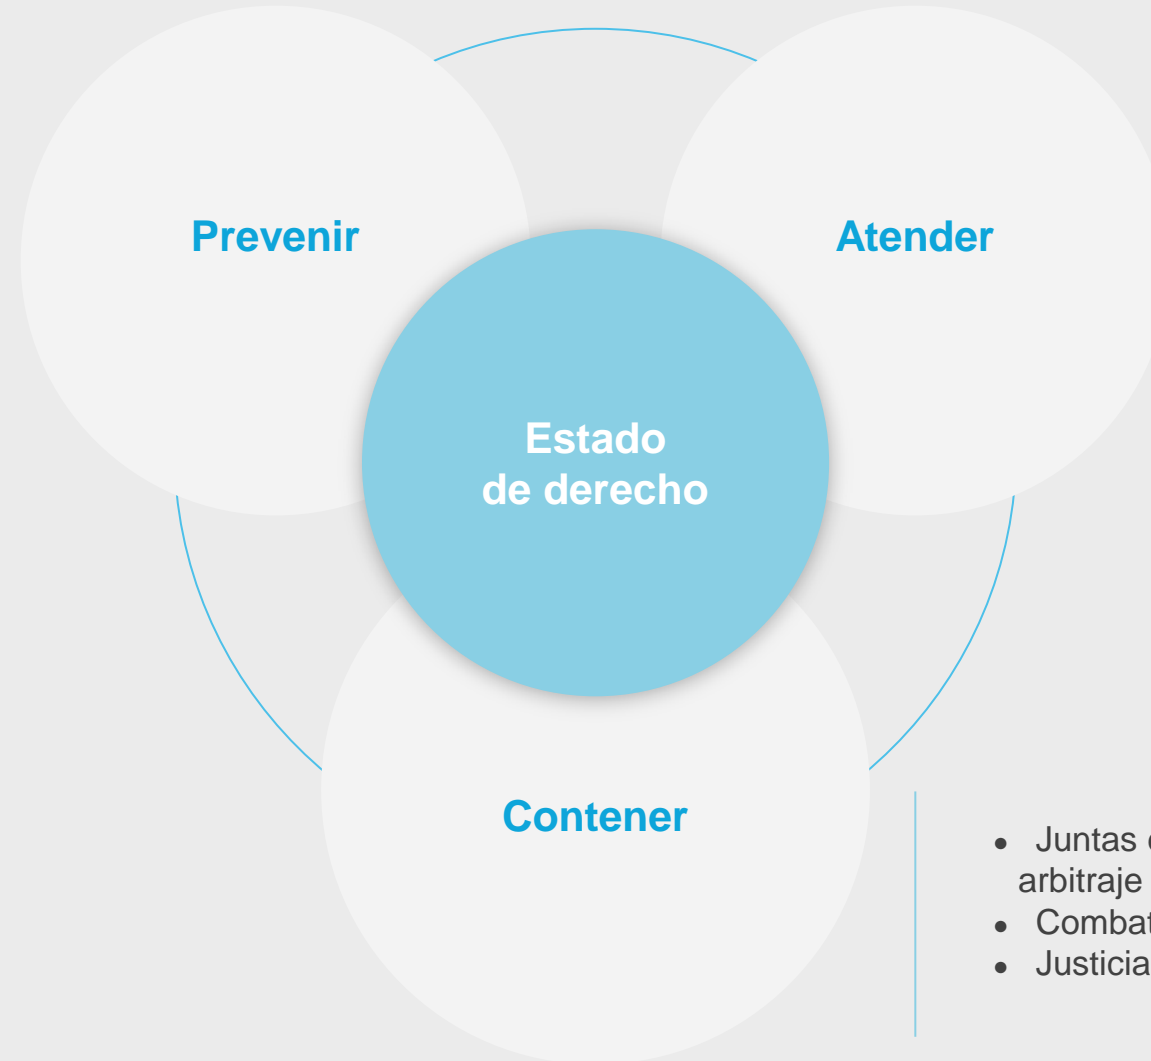 Prevenir
Atender
Estado
de derecho
Contener
• Juntas
arbitraje
•
• Justicia